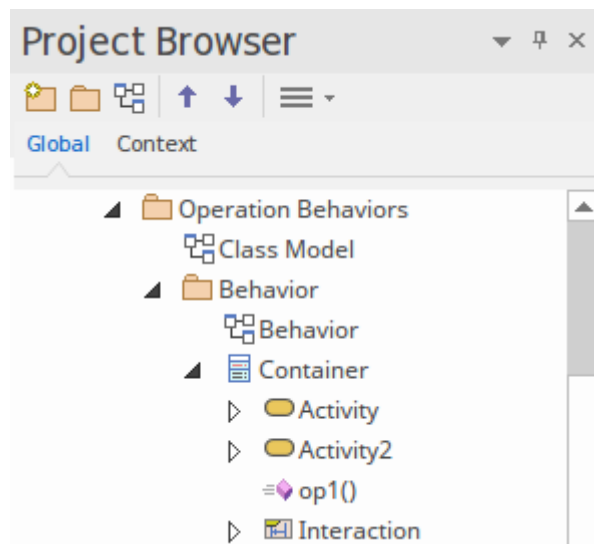 Project Browser
Global Context
Operation Behaviors
Class Model
Behavior
Behavior
Container
Activity
Activity2
op1()
Interaction